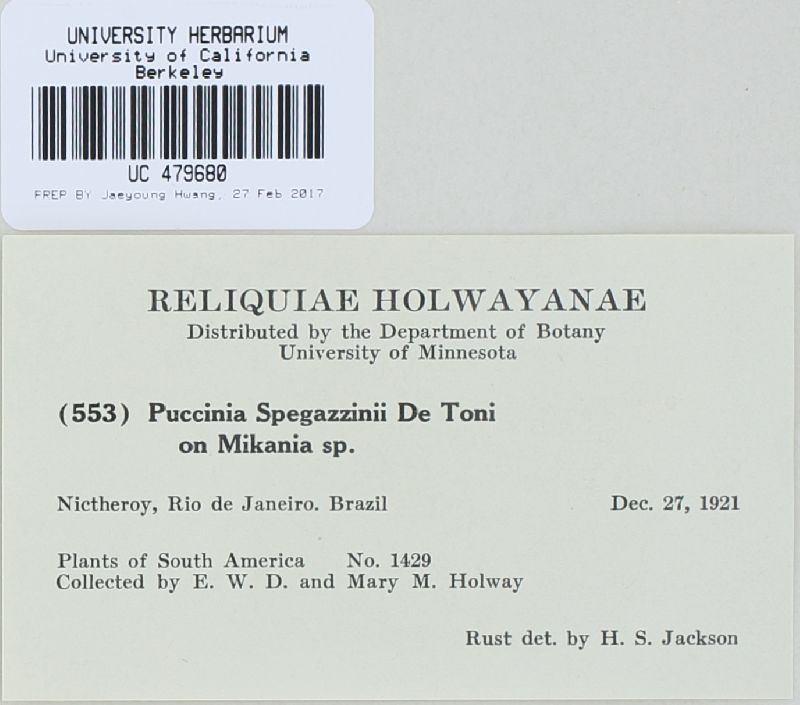 UNIVERSITY HERBARIUM
University of California
Berkeley
UC 479680
PREP BY Jaeyoung Hwang, 27 Feb 2017
RELIQUIAE HOLWAYANAE
Distributed by the Department of Botany
University of Minnesota
(553) Puccinia Spegazzinii De Toni
on Mikania sp.
Nictheroy, Rio de Janeiro. Brazil Dec. 27, 1921
Plants of South America No. 1429
Collected by E. W. D. and Mary M. Holway
Rust det. by H. S. Jackson